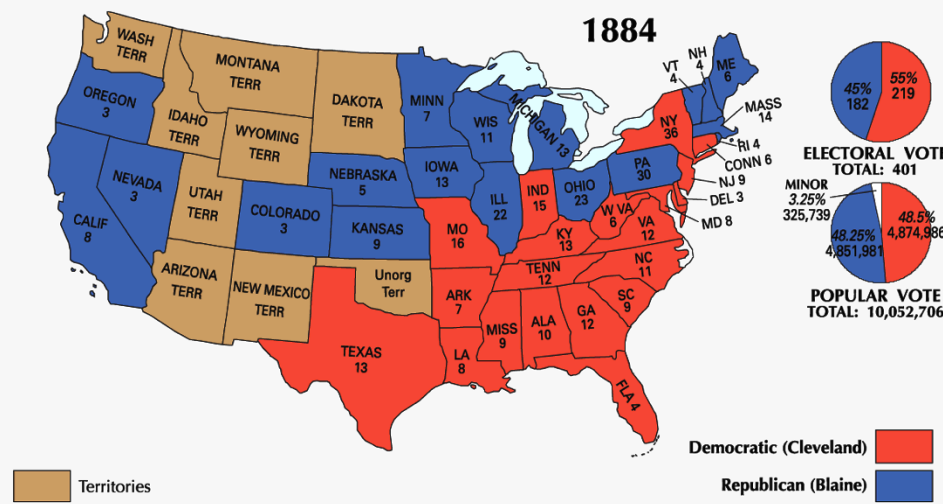 1884
WASH
TERR
MONTANA
TERR
DAKOTA
TERR
MINN
7
OREGON
3
IDAHO
TERR
WYOMING
TERR
WIS
11
MICHIGAN 13
VT
4
NH
4
ME
6
MASS
14
NY
36
RI 4
CONN 6
NJ 9
DEL 3
MD 8
PA
30
NEVADA
3
UTAH
TERR
COLORADO
3
NEBRASKA
5
IOWA
13
ILL
22
IND
15
OHIO
23
W VA
6
VA
12
CALIF
8
KANSAS
9
MO
16
KY
13
NC
11
ARIZONA
TERR
NEW MEXICO
TERR
Unorg
Terr
ARK
7
TENN
12
SC
9
TEXAS
13
LA
8
MISS
9
ALA
10
GA
12
FLA 4
45%
182
55%
219
ELECTORAL VOTE
TOTAL: 401
MINOR
3.25%
325,739
48.25%
4,851,981
48.5%
4,874,986
POPULAR VOTE
TOTAL: 10,052,706
Democratic (Cleveland)
Republican (Blaine)
Territories